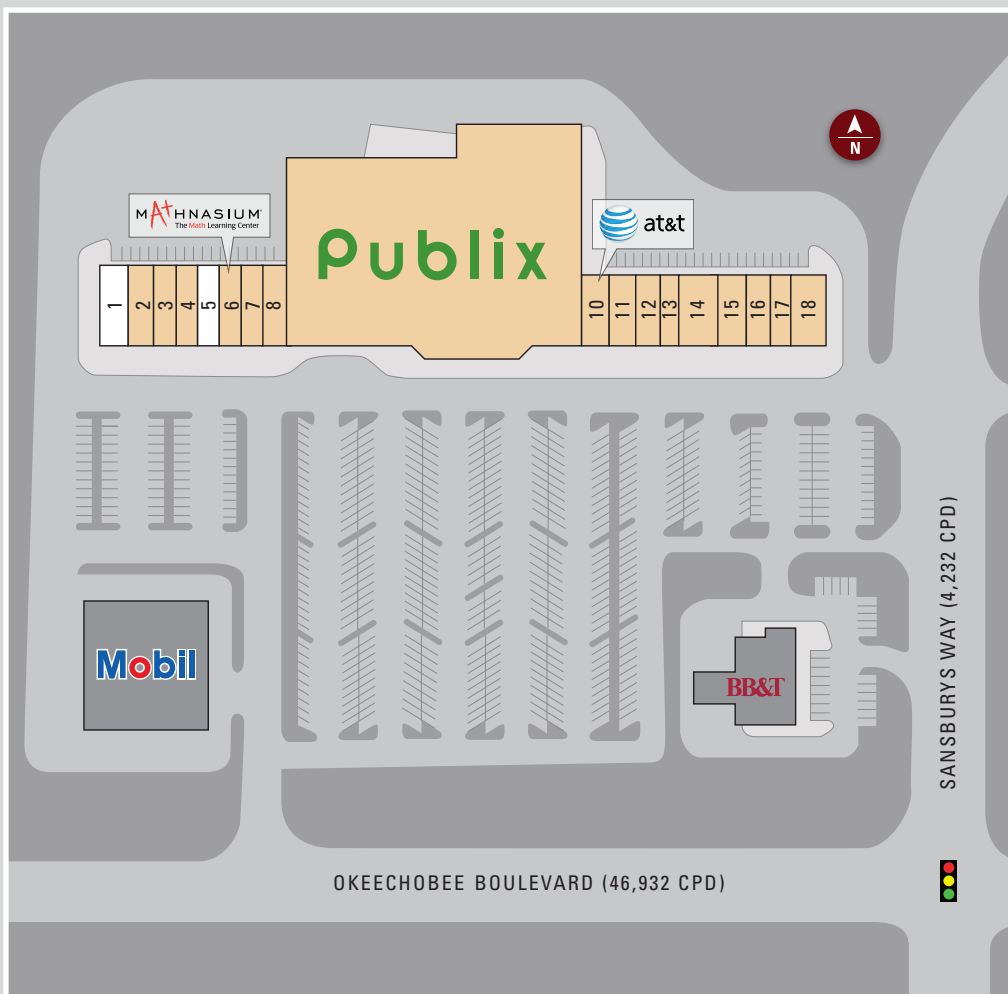 N
MATHNASIUM
The Math Learning Center
at&t
Publix
1 2 3 4 5 6 7 8
10 11 12 13 14 15 16 17 18
Mobil
BB&T
SANSBURYS WAY (4,232 CPD)
OKEECHOBEE BOULEVARD (46,932 CPD)